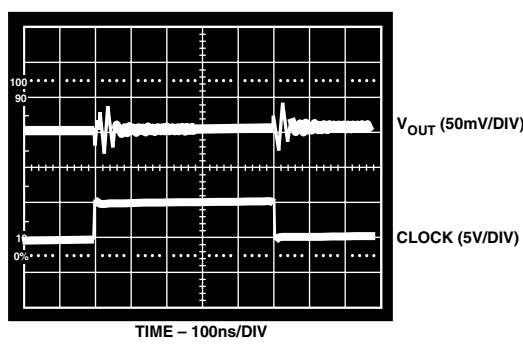 100
90
V_OUT (50mV/DIV)
CLOCK (5V/DIV)
10
0%
TIME – 100ns/DIV